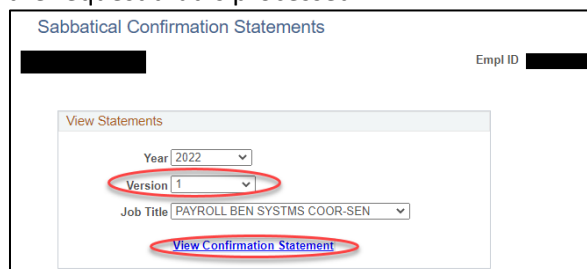 Sabbatical Confirmation Statements
Empl ID
View Statements
Year 2022
Version 1
Job Title PAYROLL BEN SYSTMS COOR-SEN
View Confirmation Statement